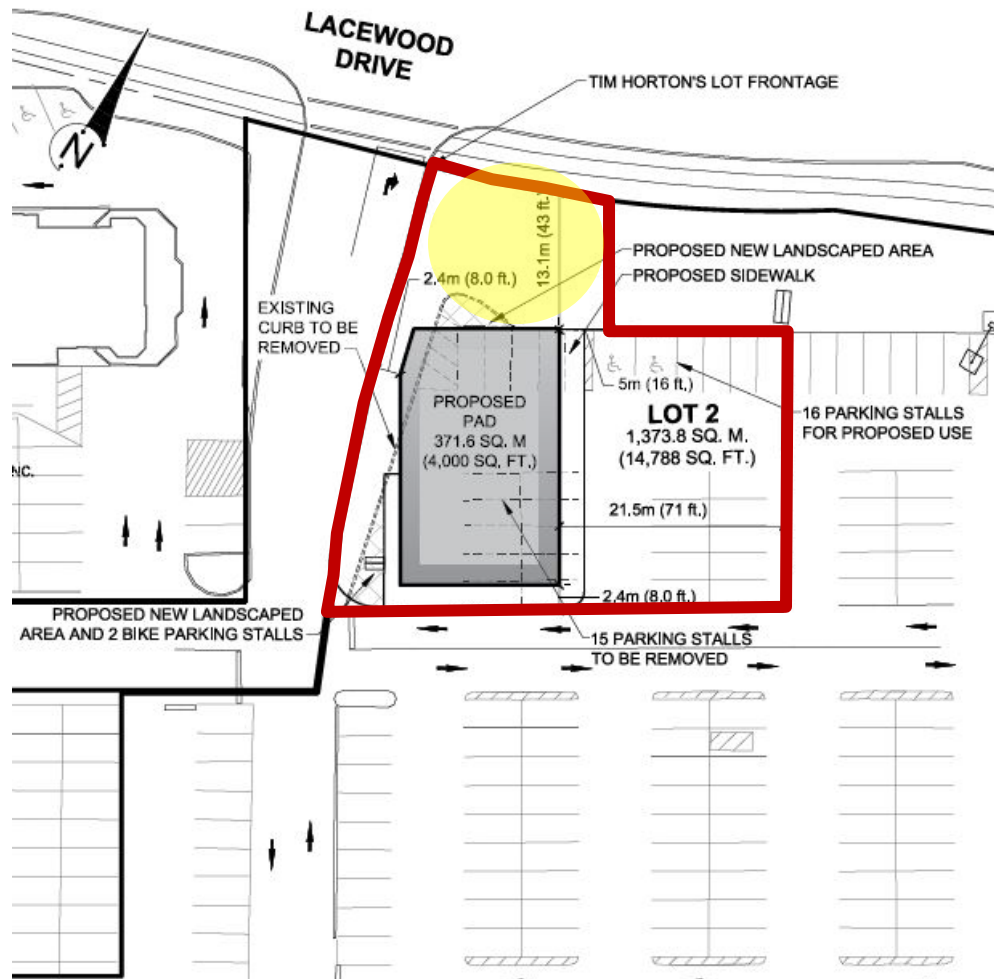 LACEWOOD
DRIVE
TIM HORTON'S LOT FRONTAGE
N
13.1m (43 ft.)
PROPOSED NEW LANDSCAPED AREA
PROPOSED SIDEWALK
2.4m (8.0 ft.)
EXISTING
CURB TO BE
REMOVED
5m (16 ft.)
PROPOSED
PAD
371.6 SQ. M
(4,000 SQ. FT.)
LOT 2
1,373.8 SQ. M.
(14,788 SQ. FT.)
16 PARKING STALLS
FOR PROPOSED USE
NC.
21.5m (71 ft.)
2.4m (8.0 ft.)
PROPOSED NEW LANDSCAPED
AREA AND 2 BIKE PARKING STALLS
15 PARKING STALLS
TO BE REMOVED